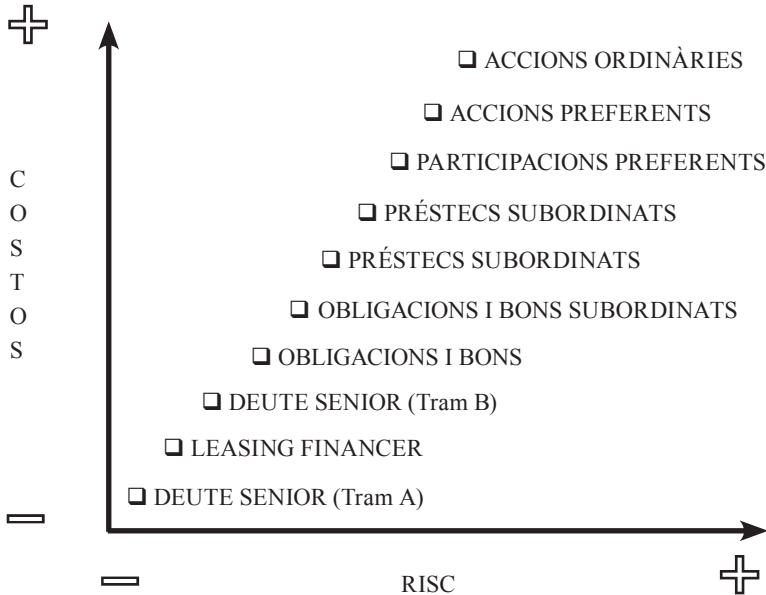 ACCIONS ORDINÀRIES
ACCIONS PREFERENTS
PARTICIPACIONS PREFERENTS
PRÉSTECS SUBORDINATS
PRÉSTECS SUBORDINATS
OBLIGACIONS I BONS SUBORDINATS
OBLIGACIONS I BONS
DEUTE SENIOR (Tram B)
LEASING FINANCER
DEUTE SENIOR (Tram A)
COSTOS
RISC